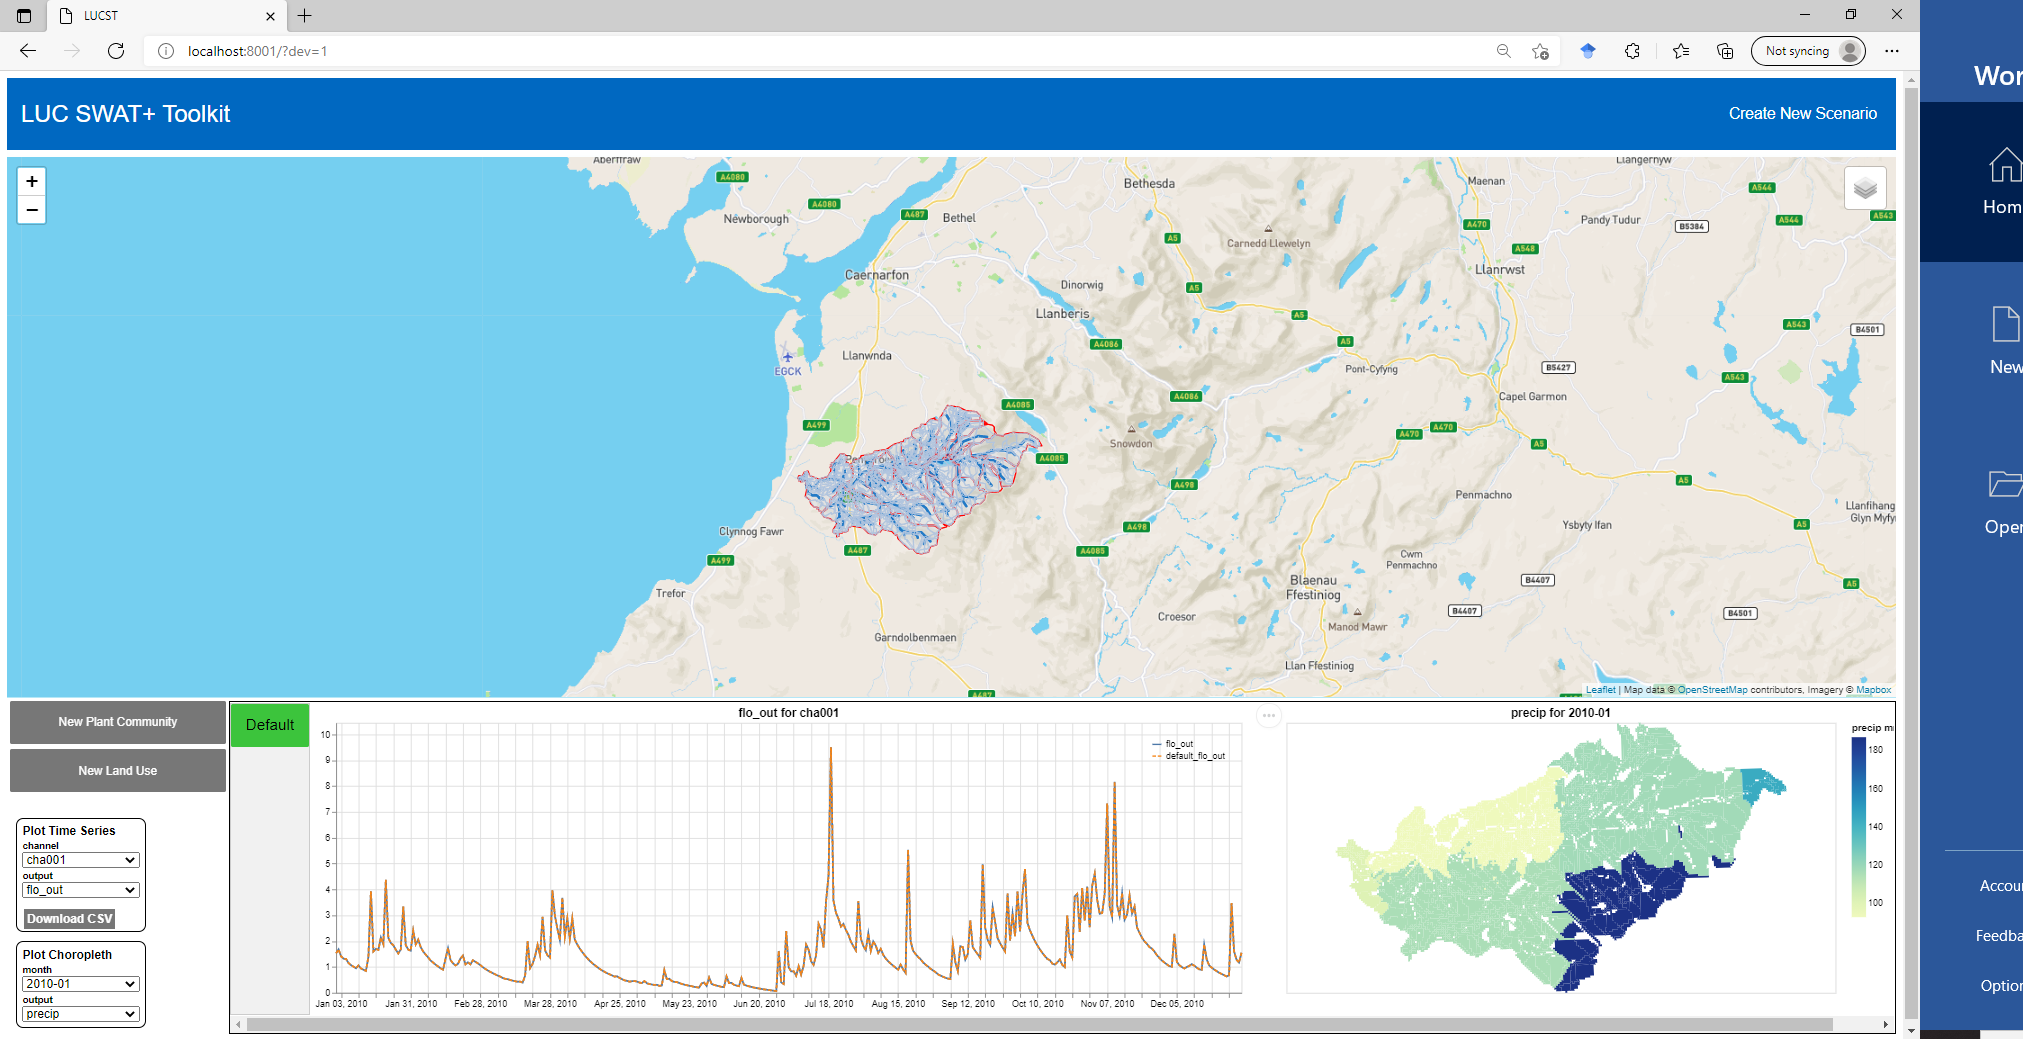 LUCST
localhost:8001/?dev=1
Not syncing
LUC SWAT+ Toolkit
Create New Scenario
+
−
Aberffraw
A4080
A4080
Newborough
A487
Bethel
Bethesda
A5
Carnedd Llewelyn
Maenan
A470
A548
Llanrwst
Llangernyw
A544
A544
A543
Pandy Tudur
B5384
Caernarfon
Dinorwig
A5
Llanberis
A5
A4086
A5
A543
B4501
EGCK
Llanwnda
Pont-Cyfyng
B5427
A543
A4086
Capel Garmon
A4085
Snowdon
A470
A470
A5
A499
A4085
A498
A5
Penmachno
Llanfihang
Glyn Myfy
Clynnog Fawr
A498
Ysbyty Ifan
A5
A487
A4085
A499
Cwm
Penmachno
B4407
A5
Trefor
Blaenau
Ffestiniog
B4407
B4501
Croesor
Manod Mawr
Garndolbenmaen
Llan Ffestiniog
A487
Leaflet | Map data © OpenStreetMap contributors, Imagery © Mapbox
New Plant Community
New Land Use
Plot Time Series
channel
cha001
output
flo_out
Download CSV
Plot Choropleth
month
2010-01
output
precip
Default
flo_out for cha001
10
9
8
7
6
5
4
3
2
1
0
flo_out
default_flo_out
Jan 03, 2010
Jan 31, 2010
Feb 28, 2010
Mar 28, 2010
Apr 25, 2010
May 23, 2010
Jun 20, 2010
Jul 18, 2010
Aug 15, 2010
Sep 12, 2010
Oct 10, 2010
Nov 07, 2010
Dec 05, 2010
precip for 2010-01
precip m
180
160
140
120
100
Wor
Hom
New
Oper
Accou
Feedba
Option